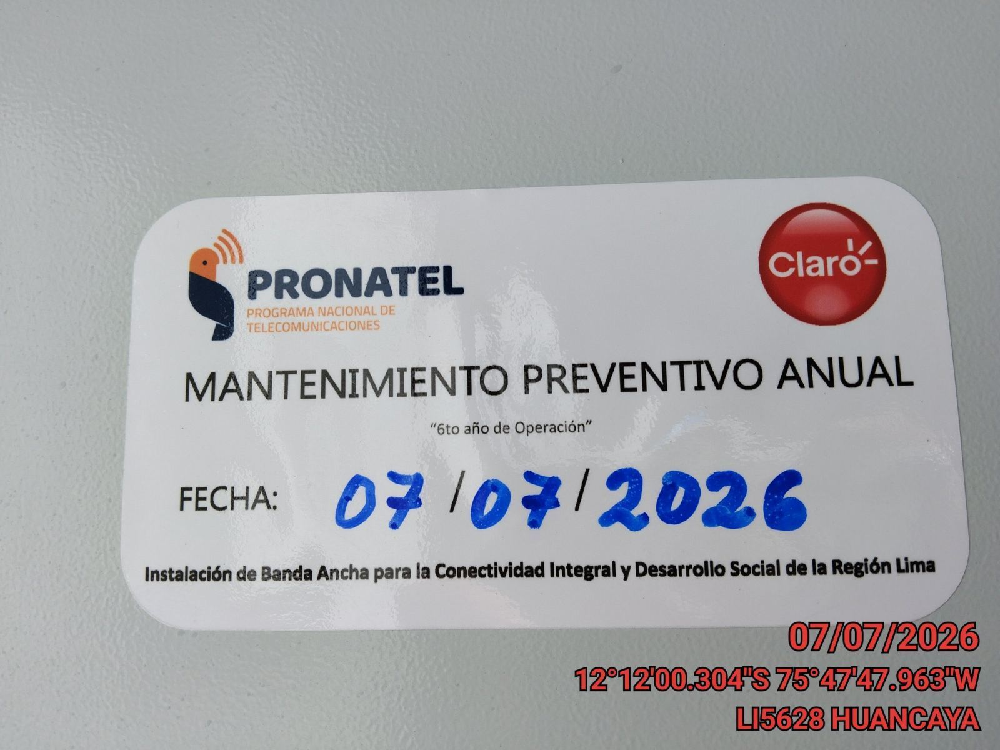 PRONATEL
PROGRAMA NACIONAL DE
TELECOMUNICACIONES
Claro
MANTENIMIENTO PREVENTIVO ANUAL
“6to año de Operación”
FECHA: 07/07/2026
Instalación de Banda Ancha para la Conectividad Integral y Desarrollo Social de la Región Lima
07/07/2026
12°12'00.304"S 75°47'47.963"W
LI5628 HUANCAYA